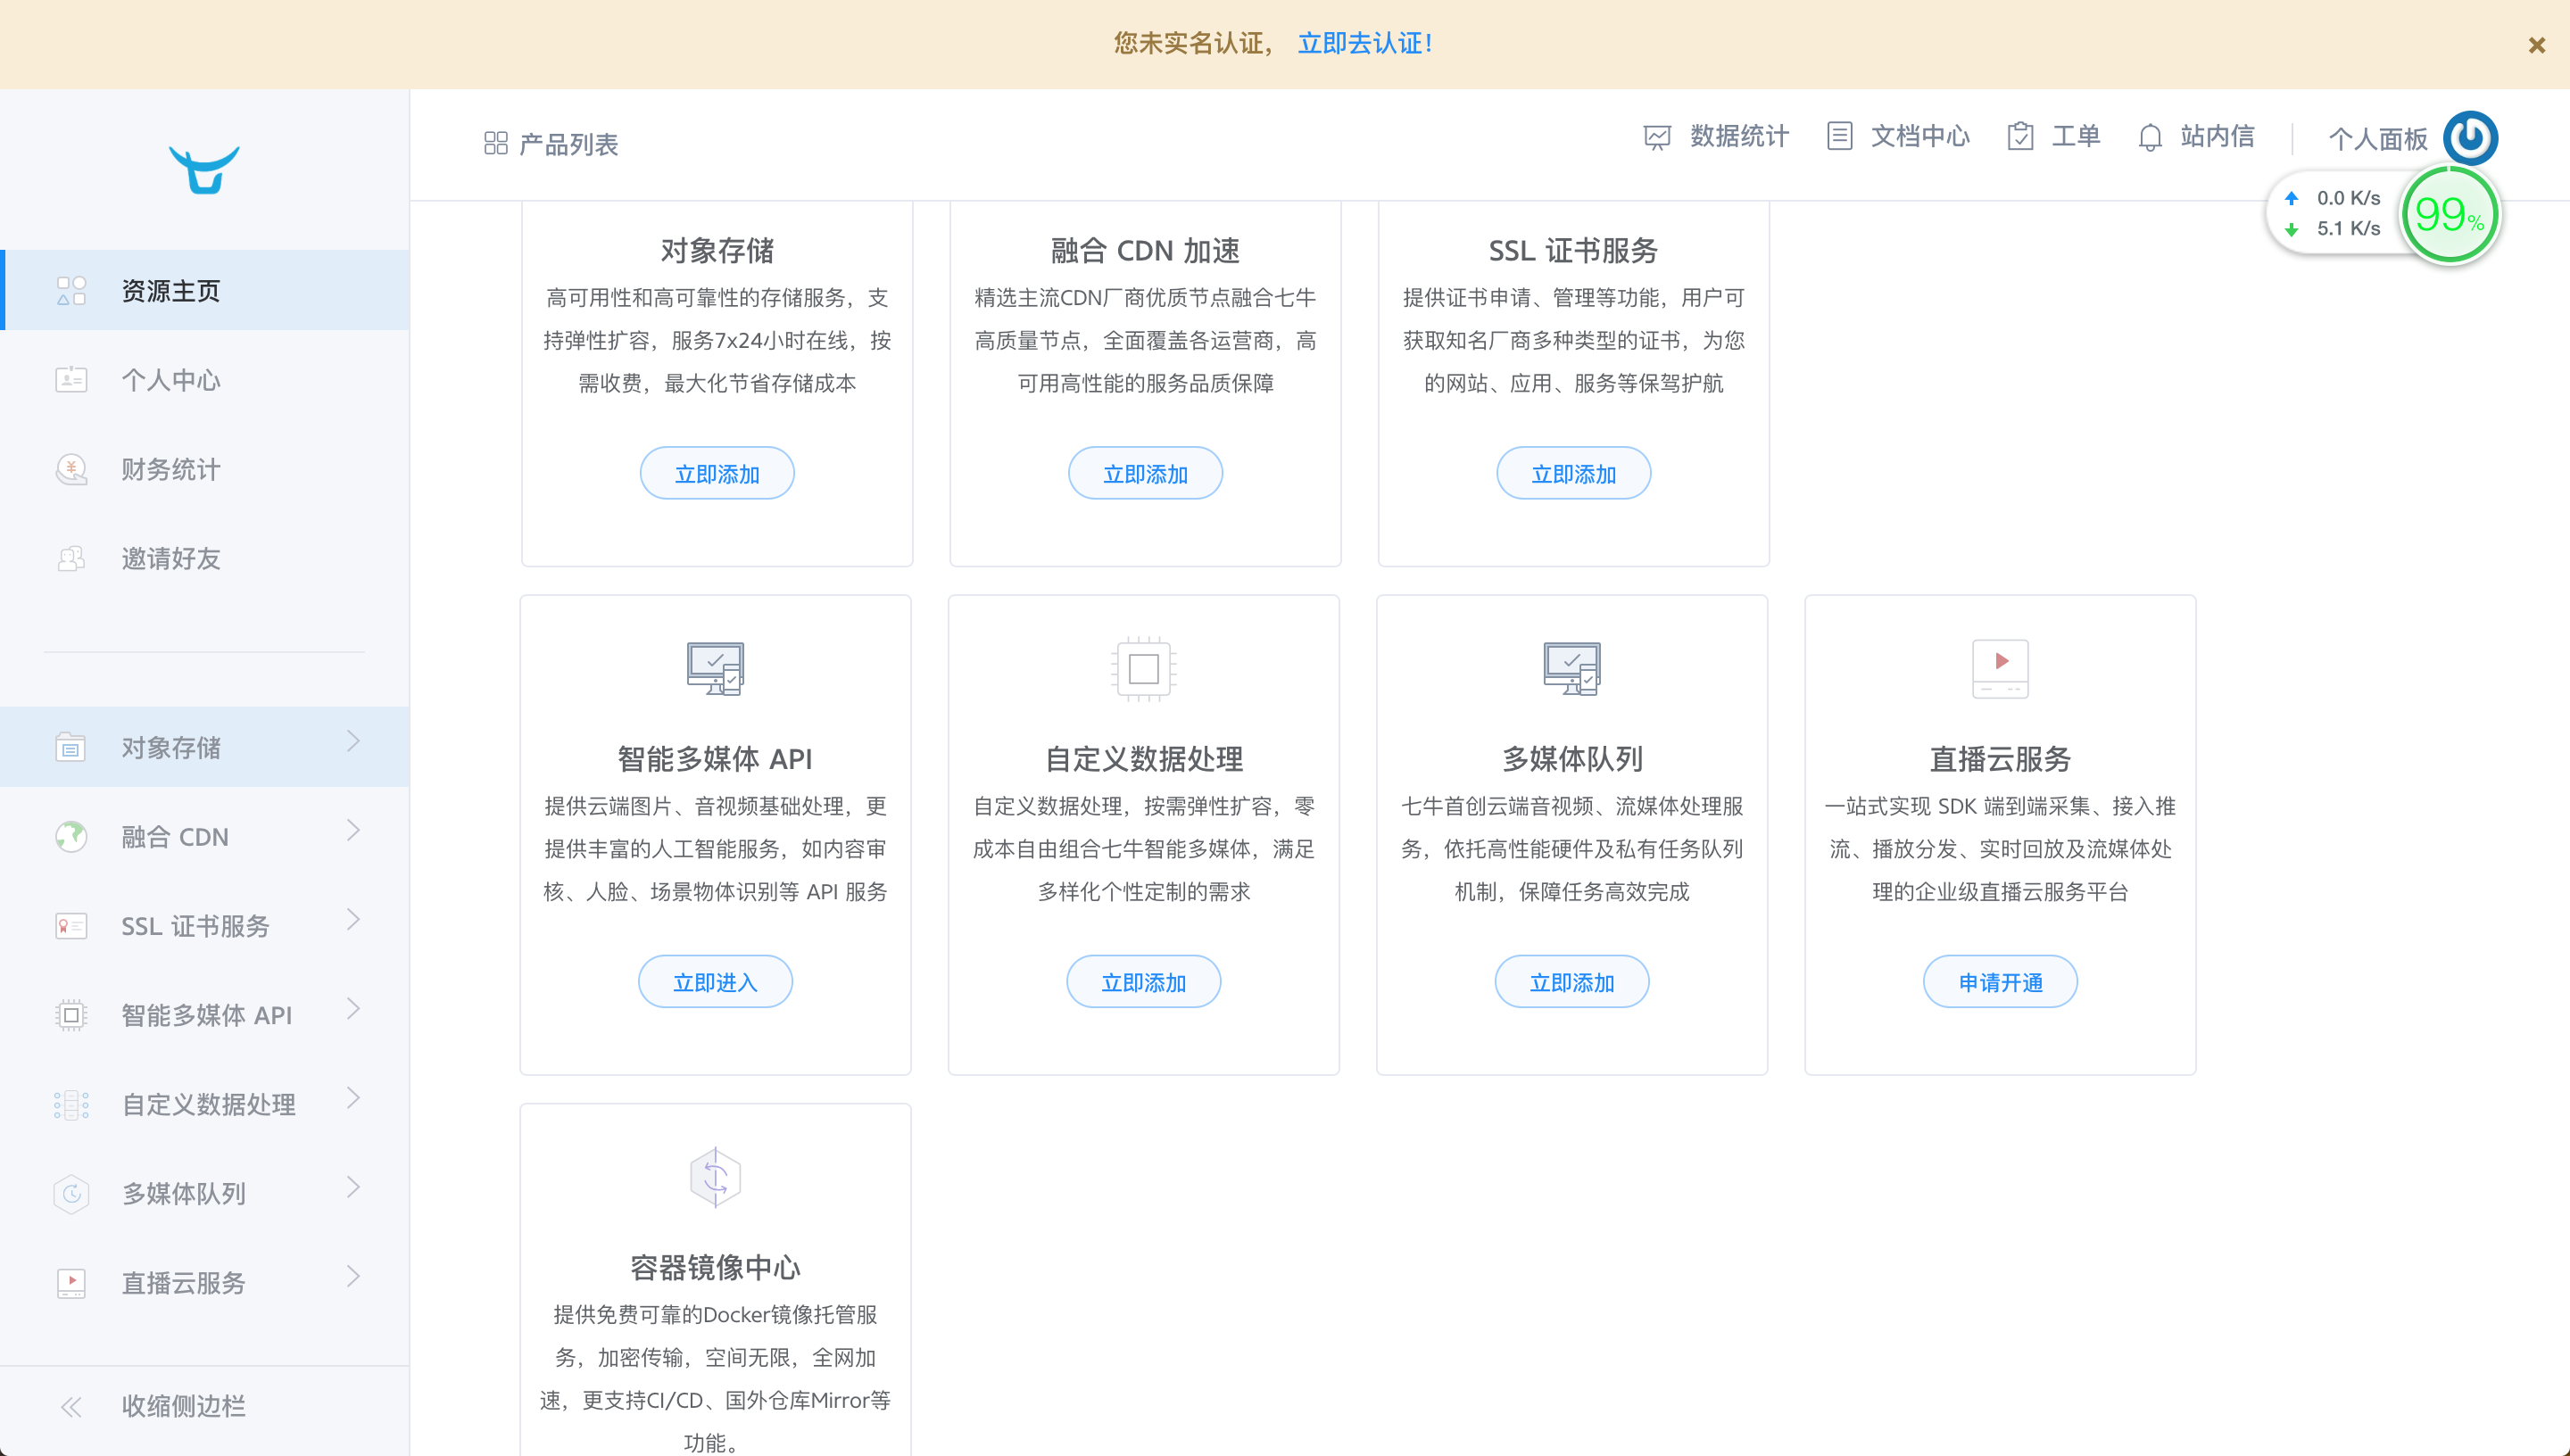 您未实名认证， 立即去认证！
产品列表
数据统计
文档中心
工单
站内信
个人面板
0.0 K/s
5.1 K/s
99%
资源主页
个人中心
财务统计
邀请好友
对象存储
融合 CDN
SSL 证书服务
智能多媒体 API
自定义数据处理
多媒体队列
直播云服务
收缩侧边栏
对象存储
高可用性和高可靠性的存储服务，支
持弹性扩容，服务7x24小时在线，按
需收费，最大化节省存储成本
立即添加
融合 CDN 加速
精选主流CDN厂商优质节点融合七牛
高质量节点，全面覆盖各运营商，高
可用高性能的服务品质保障
立即添加
SSL 证书服务
提供证书申请、管理等功能，用户可
获取知名厂商多种类型的证书，为您
的网站、应用、服务等保驾护航
立即添加
智能多媒体 API
提供云端图片、音视频基础处理，更
提供丰富的人工智能服务，如内容审
核、人脸、场景物体识别等 API 服务
立即进入
自定义数据处理
自定义数据处理，按需弹性扩容，零
成本自由组合七牛智能多媒体，满足
多样化个性定制的需求
立即添加
多媒体队列
七牛首创云端音视频、流媒体处理服
务，依托高性能硬件及私有任务队列
机制，保障任务高效完成
立即添加
直播云服务
一站式实现 SDK 端到端采集、接入推
流、播放分发、实时回放及流媒体处
理的企业级直播云服务平台
申请开通
容器镜像中心
提供免费可靠的Docker镜像托管服
务，加密传输，空间无限，全网加
速，更支持CI/CD、国外仓库Mirror等
功能。